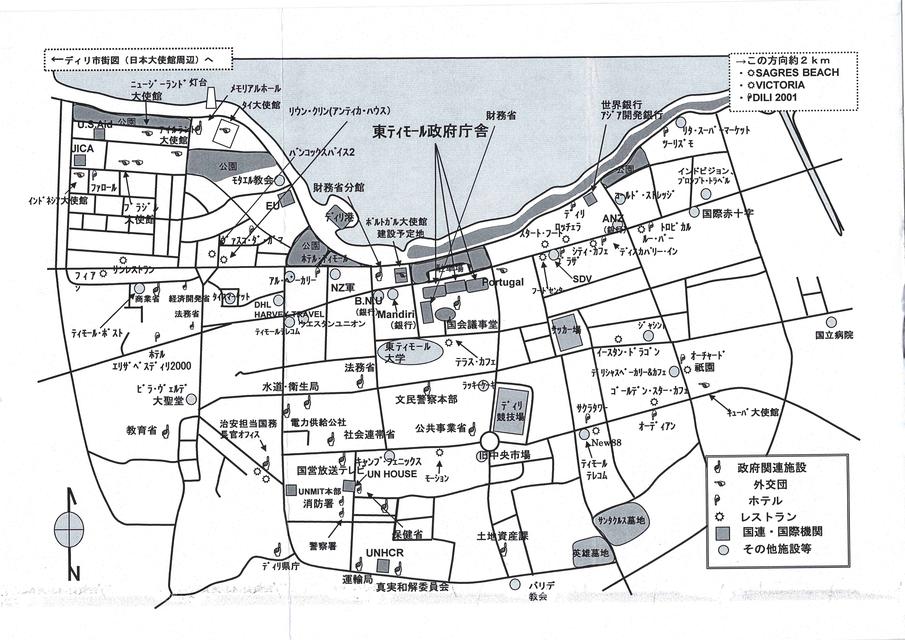 ←ディリ市街図（日本大使館周辺）へ
→この方向約２ｋｍ
・SAGRES BEACH
・VICTORIA
・DILI 2001
ニュージーランド
大使館
灯台
メモリアルホール
タイ大使館
リウン・クリン(アンティカ・ハウス)
財務省
世界銀行
アジア開発銀行
東ティモール政府庁舎
U.S.Aid
公園
アイルランド
大使館
リタ・スーパーマーケット
ツーリズモ
JICA
バンコックスパイス2
公園
モタエル教会
財務省分館
公園
インドビジョン、
プロンプト・トラベル
インドネシア大使館
ファロール
ブラジル
大使館
EU
ディリ港
ポルトガル大使館
建設予定地
ディリ
コールド・ストレッジ
国際赤十字
ANZ
(銀行)
ロッチェラ
スタート・フード
トロピカル
ルー・バー
ディスカバリー・イン
シティ・カフェ
ヴァスコ・ダ・ガマ
公園
ホテル・ティモール
駐車場
リンレストラン
フィア
アル・ベーカリー
NZ軍
Portugal
SDV
フードセンター
商業省
経済開発省
タイマーケット
DHL
HARVEY TRAVEL
B.N.U
(銀行)
Mandiri
(銀行)
国会議事堂
法務省
ティモールテレコム
ウエスタンユニオン
ティモール・ポスト
サッカー場
ジャシン
国立病院
ホテル
エリザベスディリ2000
東ティモール
大学
テラス・カフェ
イースタン・ドラゴン
オーチャード
祇園
法務省
デリシャスベーカリー&カフェ
ビラ・ヴェルデ
大聖堂
水道・衛生局
文民警察本部
ラッキー
ゴールデン・スター・カフェ
キューバ大使館
ディリ
競技場
サクラタワー
オーディアン
教育省
治安担当国務
長官オフィス
電力供給公社
社会連帯省
公共事業省
New88
旧中央市場
ティモール
テレコム
国営放送テレビ
キャンプ・フェニックス
UN HOUSE
モーション
UNMIT本部
消防署
保健省
警察署
土地資産課
サンタクルス墓地
英雄墓地
UNHCR
ディリ県庁
運輸局
真実和解委員会
バリデ
教会
N
政府関連施設
外交団
ホテル
レストラン
国連・国際機関
その他施設等